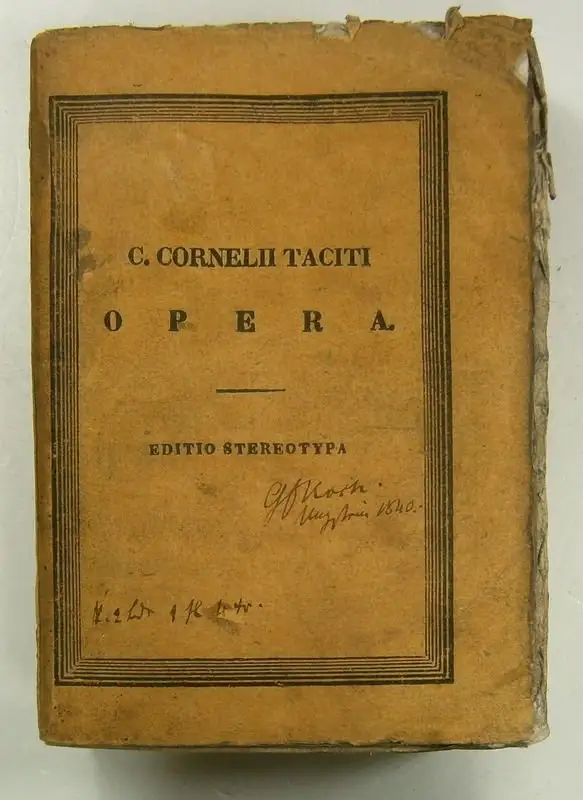 C. CORNELII TACITI
OPERA.
EDITIO STEREOTYPA
1840.